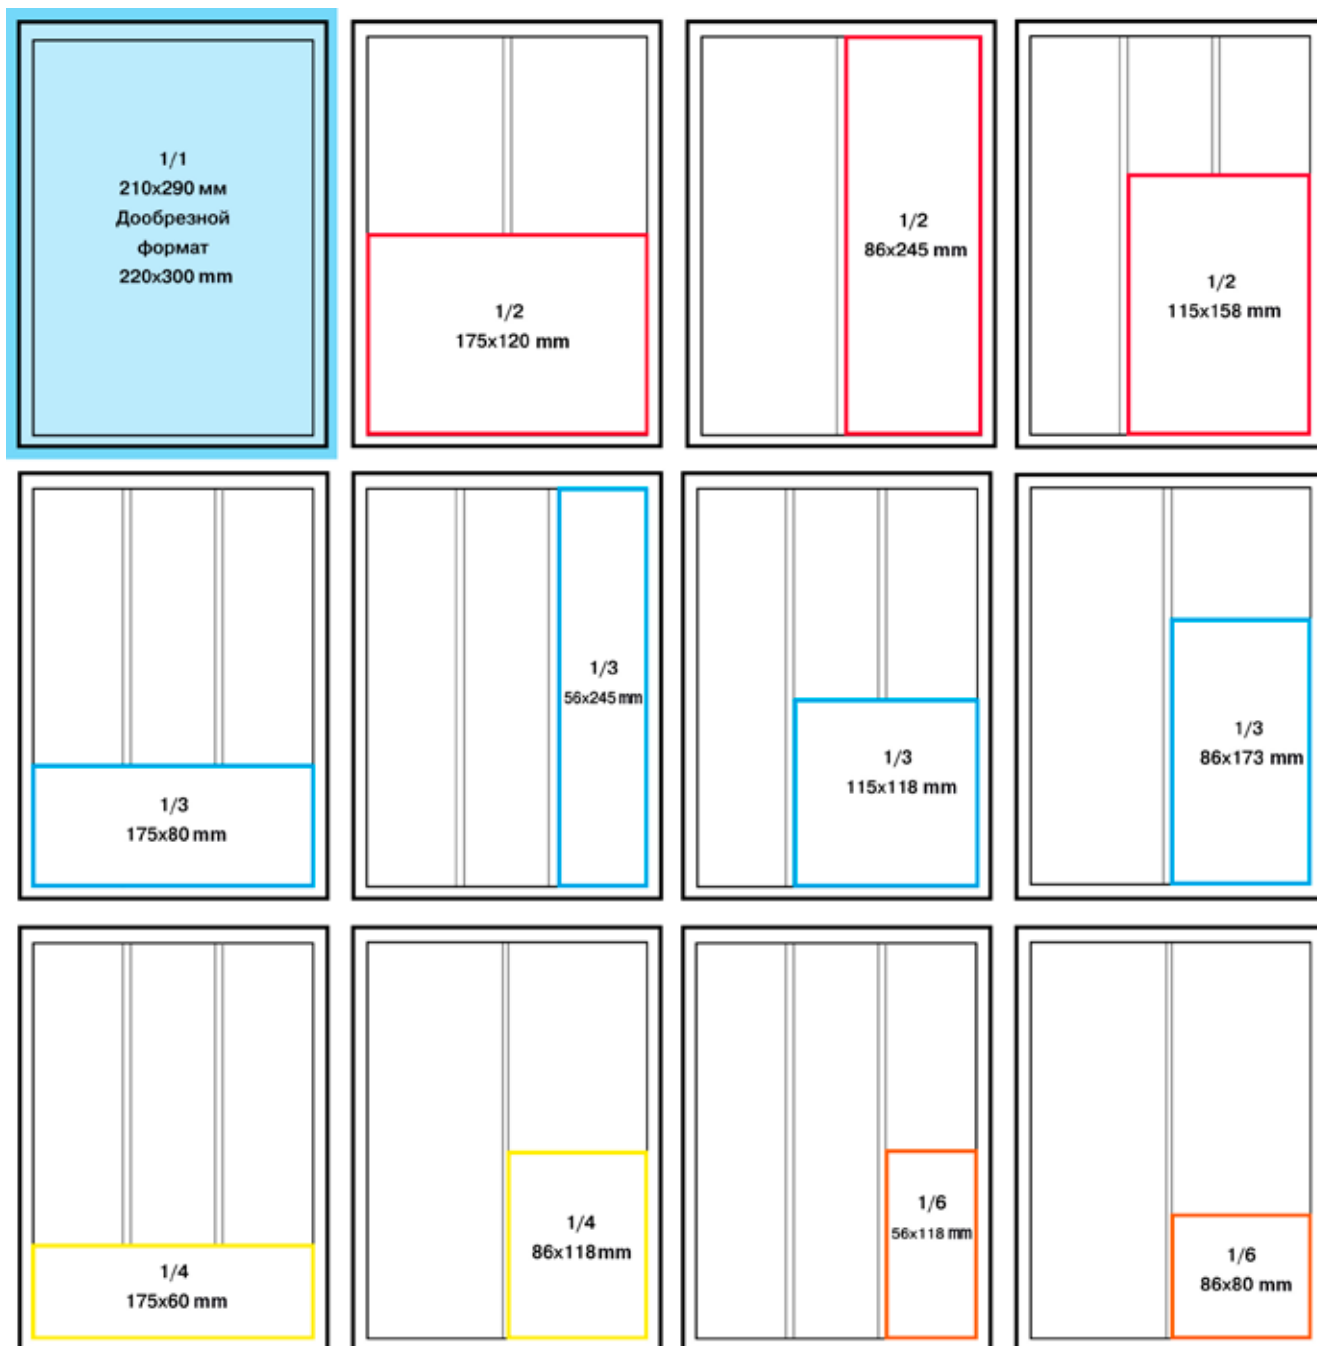 1/1
210x290 мм
Дообрезной
формат
220x300 mm
1/2
175x120 mm
1/2
86x245 mm
1/2
115x158 mm
1/3
175x80 mm
1/3
56x245 mm
1/3
115x118 mm
1/3
86x173 mm
1/4
175x60 mm
1/4
86x118mm
1/6
56x118 mm
1/6
86x80 mm